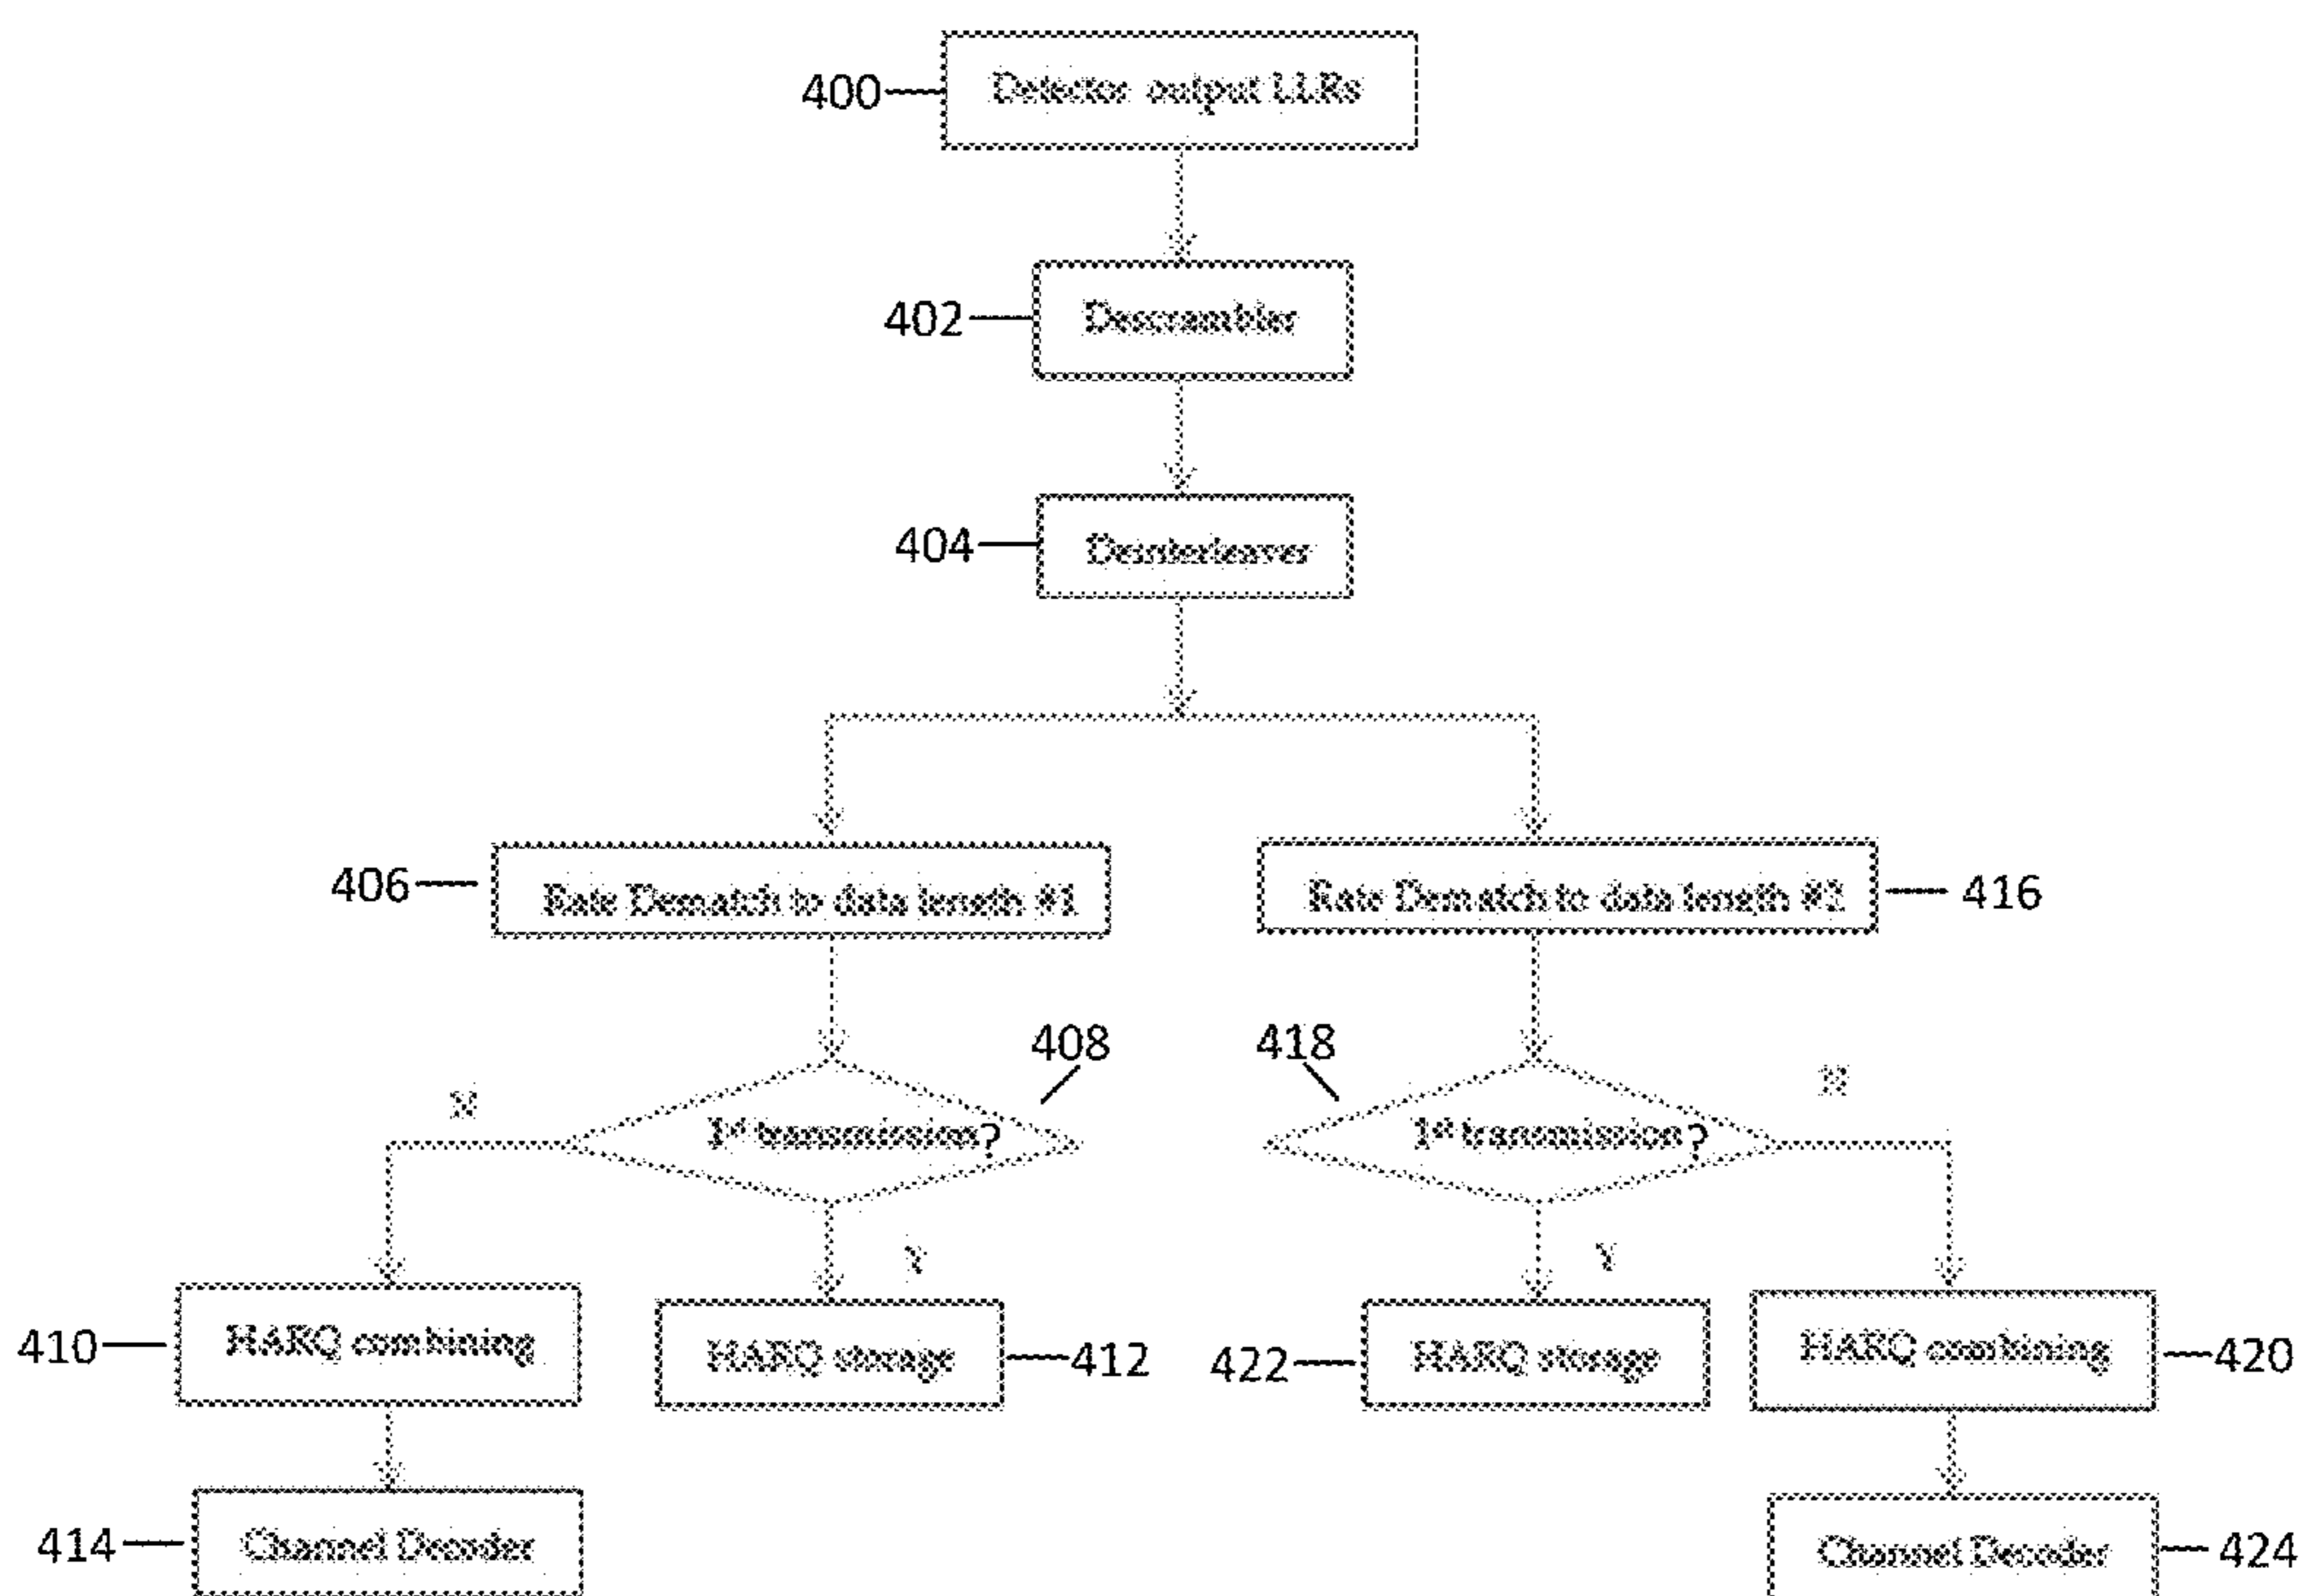 400
Detector output LLRs
402
Descrambler
404
Deinterleaver
406
Rate Dematch to data length #1
Rate Dematch to data length #2
416
408
418
N
1st transmission?
1st transmission?
N
Y
Y
410
HARQ combining
HARQ storage
412
422
HARQ storage
HARQ combining
420
414
Channel Decoder
Channel Decoder
424